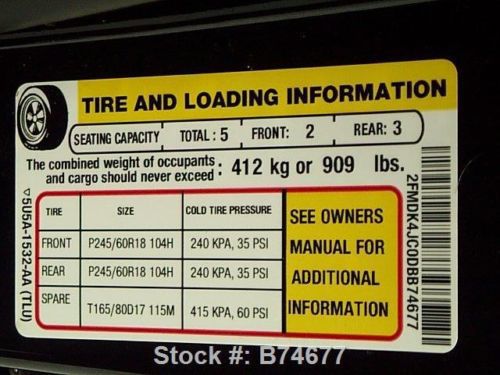 TIRE AND LOADING INFORMATION
SEATING CAPACITY TOTAL : 5 FRONT: 2 REAR: 3
The combined weight of occupants and cargo should never exceed : 412 kg or 909 lbs.
TIRE SIZE COLD TIRE PRESSURE
FRONT P245/60R18 104H 240 KPA, 35 PSI
REAR P245/60R18 104H 240 KPA, 35 PSI
SPARE T165/80D17 115M 415 KPA, 60 PSI
SEE OWNERS
MANUAL FOR
ADDITIONAL
INFORMATION
5U5A-1532-AA (TLU)
2FMDK4JC0DBB74677
Stock #: B74677